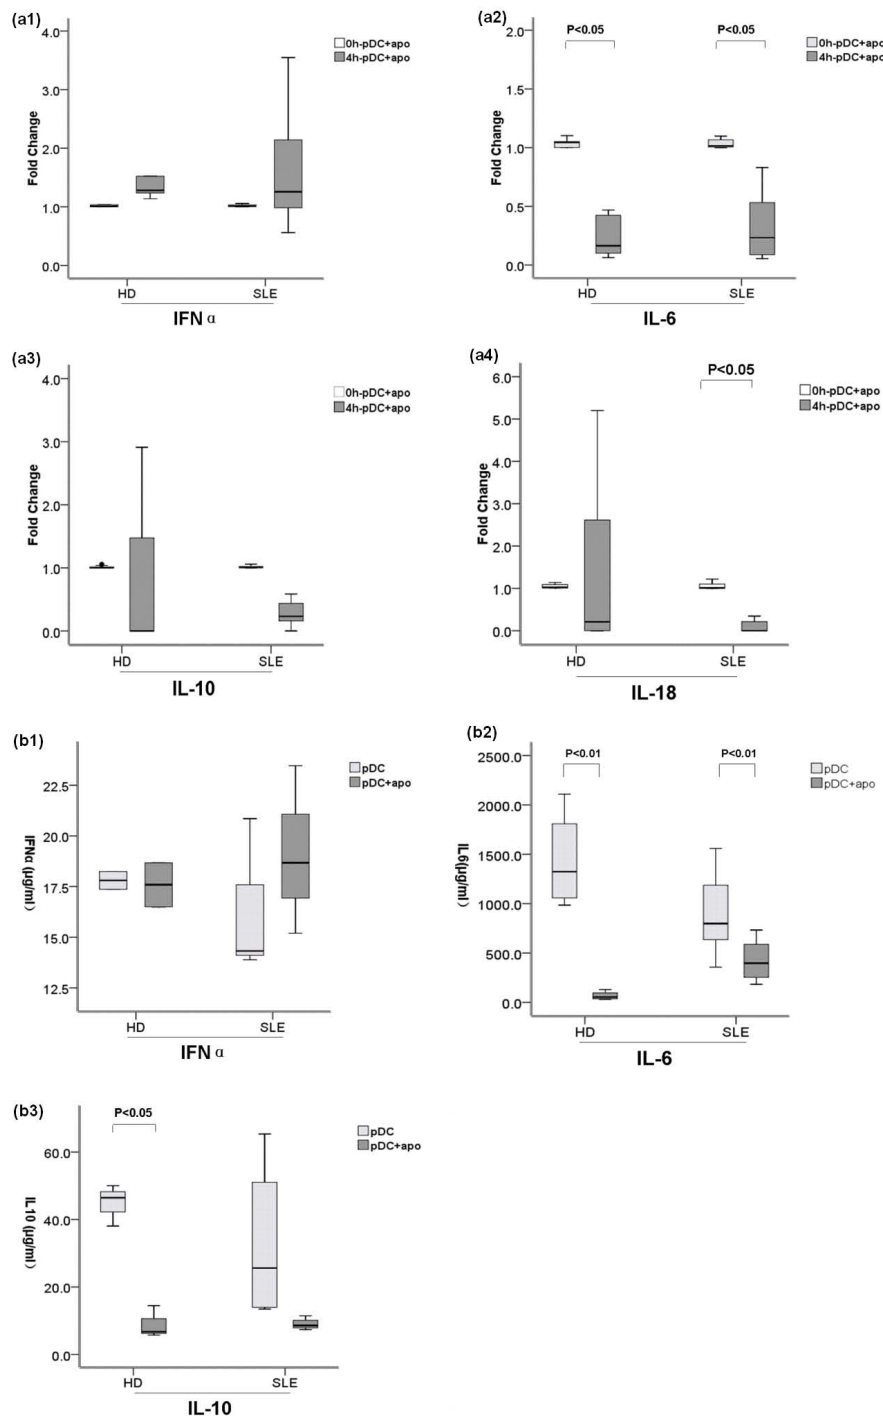 (a1)
4.0
3.0
2.0
1.0
0.0
Fold Change
0h-pDC+apo
4h-pDC+apo
HD
SLE
IFN α
(a2)
2.0
1.5
1.0
0.5
0.0
Fold Change
P<0.05
P<0.05
0h-pDC+apo
4h-pDC+apo
HD
SLE
IL-6
(a3)
4.0
3.0
2.0
1.0
0.0
Fold Change
0h-pDC+apo
4h-pDC+apo
HD
SLE
IL-10
(a4)
6.0
5.0
4.0
3.0
2.0
1.0
0.0
Fold Change
P<0.05
0h-pDC+apo
4h-pDC+apo
HD
SLE
IL-18
(b1)
22.5
20.0
17.5
15.0
12.5
IFNα (μg/ml)
pDC
pDC+apo
HD
SLE
IFN α
(b2)
2500.0
2000.0
1500.0
1000.0
500.0
0.0
IL6(μg/ml)
P<0.01
P<0.01
pDC
pDC+apo
HD
SLE
IL-6
(b3)
60.0
40.0
20.0
0.0
IL10 (μg/ml)
P<0.05
pDC
pDC+apo
HD
SLE
IL-10